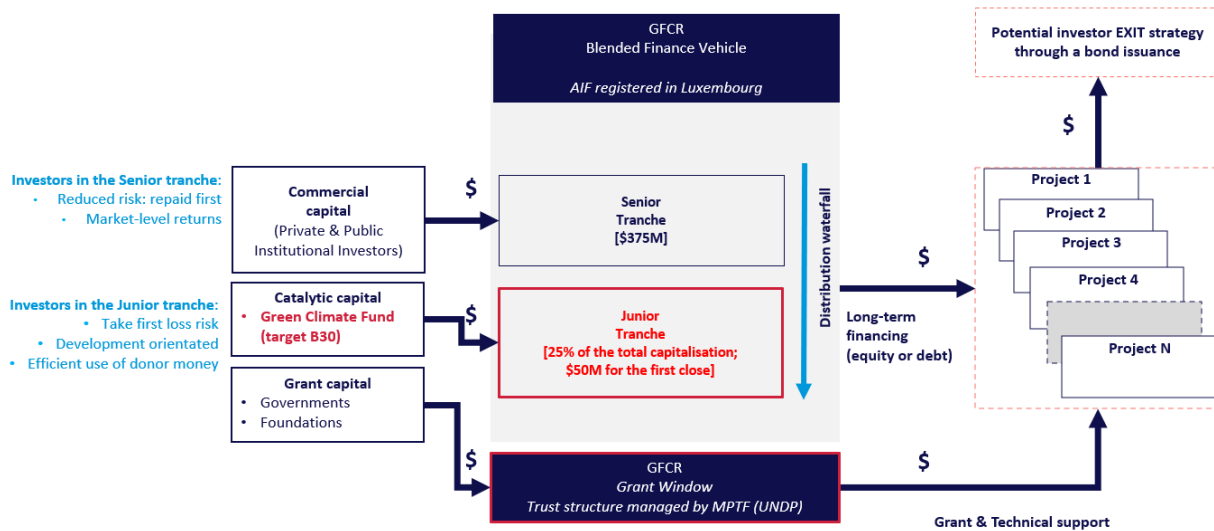 GFCR
Blended Finance Vehicle
AIF registered in Luxembourg
Potential investor EXIT strategy
through a bond issuance
$
Investors in the Senior tranche:
• Reduced risk: repaid first
• Market-level returns
Commercial
capital
(Private & Public
Institutional Investors)
$
Senior
Tranche
[$375M]
Distribution waterfall
$
Long-term
financing
(equity or debt)
Project 1
Project 2
Project 3
Project 4
Project N
Investors in the Junior tranche:
• Take first loss risk
• Development orientated
• Efficient use of donor money
Catalytic capital
• Green Climate Fund
(target B30)
$
Junior
Tranche
[25% of the total capitalisation;
$50M for the first close]
Grant capital
• Governments
• Foundations
$
GFCR
Grant Window
Trust structure managed by MPTF (UNDP)
$
Grant & Technical support